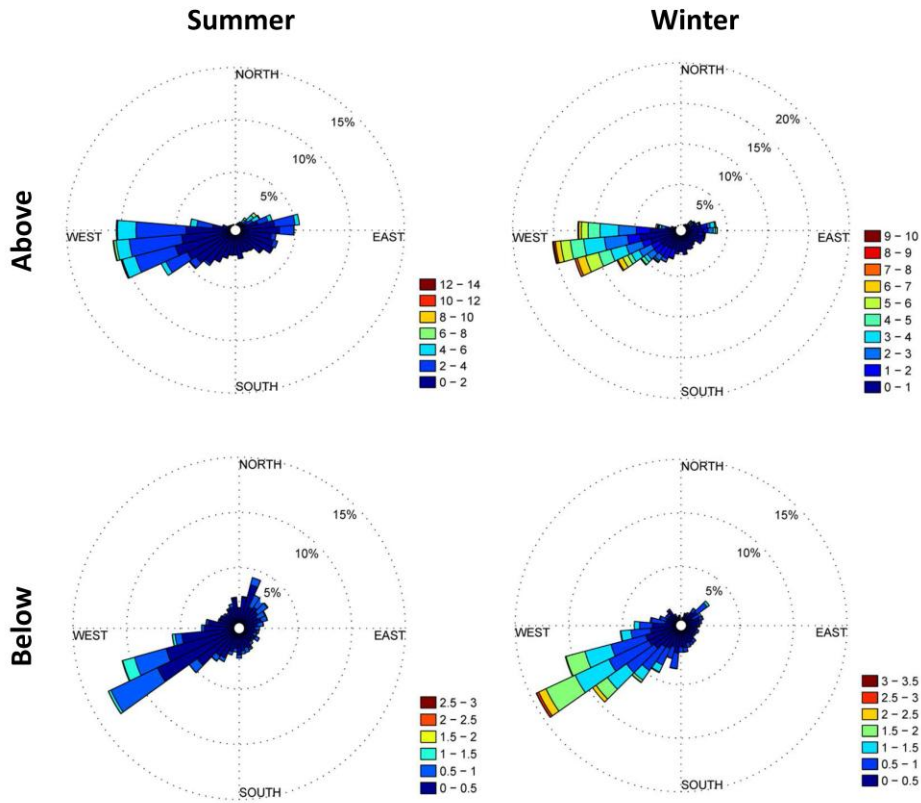 Summer
Winter
Above
NORTH
15%
10%
5%
WEST
EAST
SOUTH
12 – 14
10 – 12
8 – 10
6 – 8
4 – 6
2 – 4
0 – 2
NORTH
20%
15%
10%
5%
WEST
EAST
SOUTH
9 – 10
8 – 9
7 – 8
6 – 7
5 – 6
4 – 5
3 – 4
2 – 3
1 – 2
0 – 1
Below
NORTH
15%
10%
5%
WEST
EAST
SOUTH
2.5 – 3
2 – 2.5
1.5 – 2
1 – 1.5
0.5 – 1
0 – 0.5
NORTH
15%
10%
5%
WEST
EAST
SOUTH
3 – 3.5
2.5 – 3
2 – 2.5
1.5 – 2
1 – 1.5
0.5 – 1
0 – 0.5